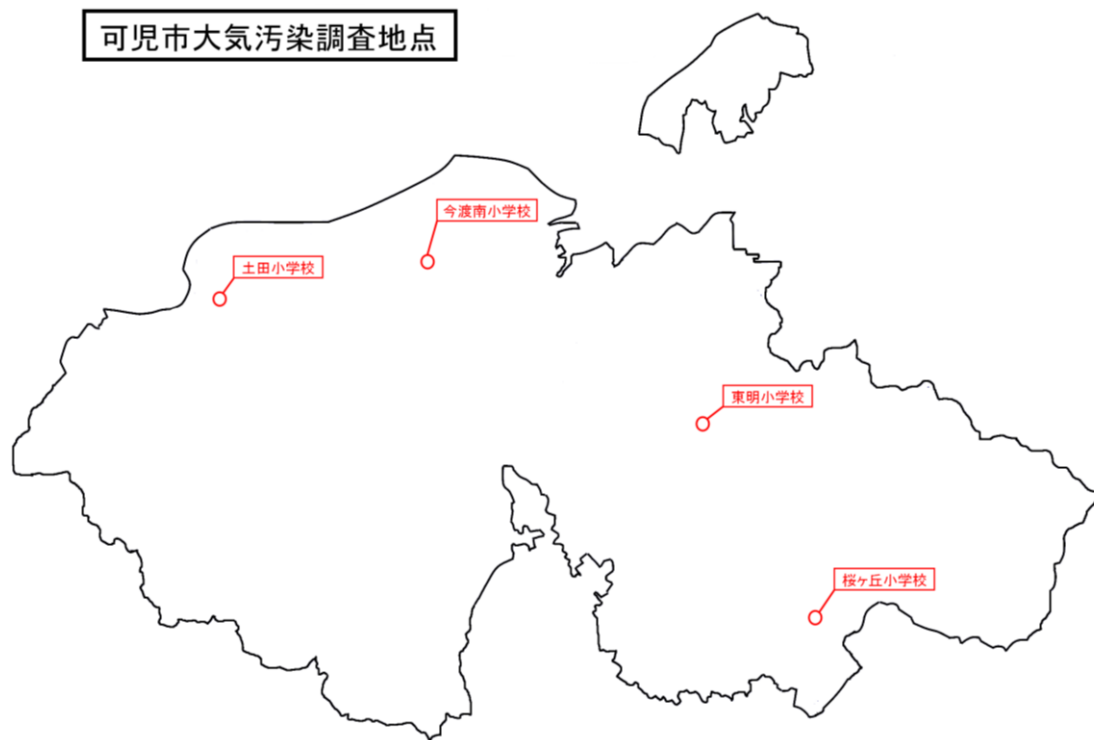 可児市大気汚染調査地点
今渡南小学校
土田小学校
東明小学校
桜ヶ丘小学校